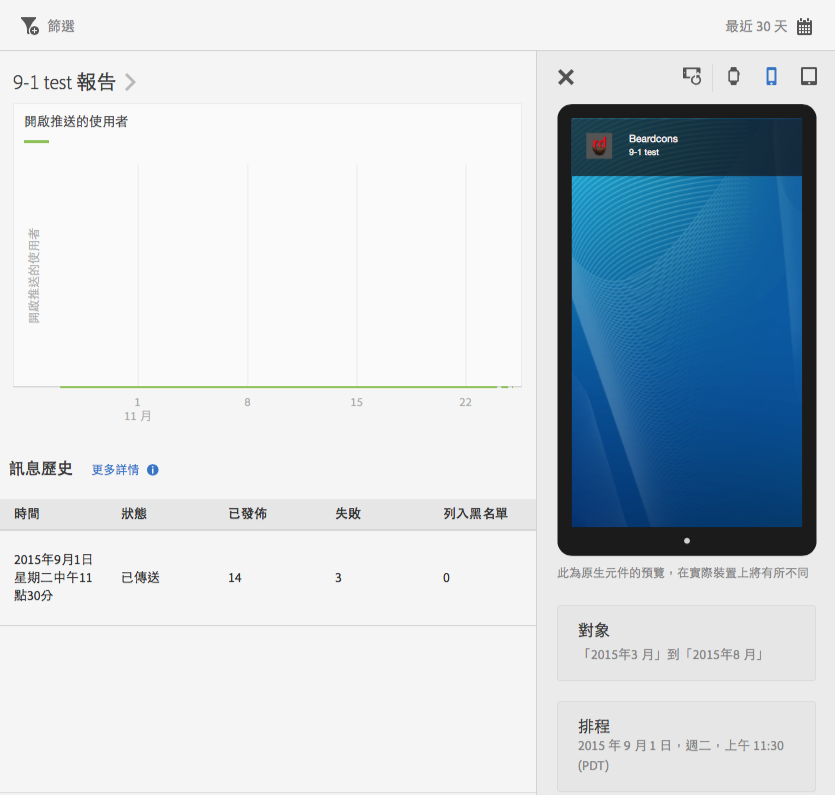 篩選
最近 30 天
9-1 test 報告
開啟推送的使用者
開啟推送的使用者
1
8
15
22
11 月
訊息歷史
更多詳情
時間
狀態
已發佈
失敗
列入黑名單
2015年9月1日
星期二中午11
點30分
已傳送
14
3
0
Beardcons
9-1 test
此為原生元件的預覽，在實際裝置上將有所不同
對象
「2015年3 月」到「2015年8 月」
排程
2015 年 9 月 1 日，週二，上午 11:30
(PDT)